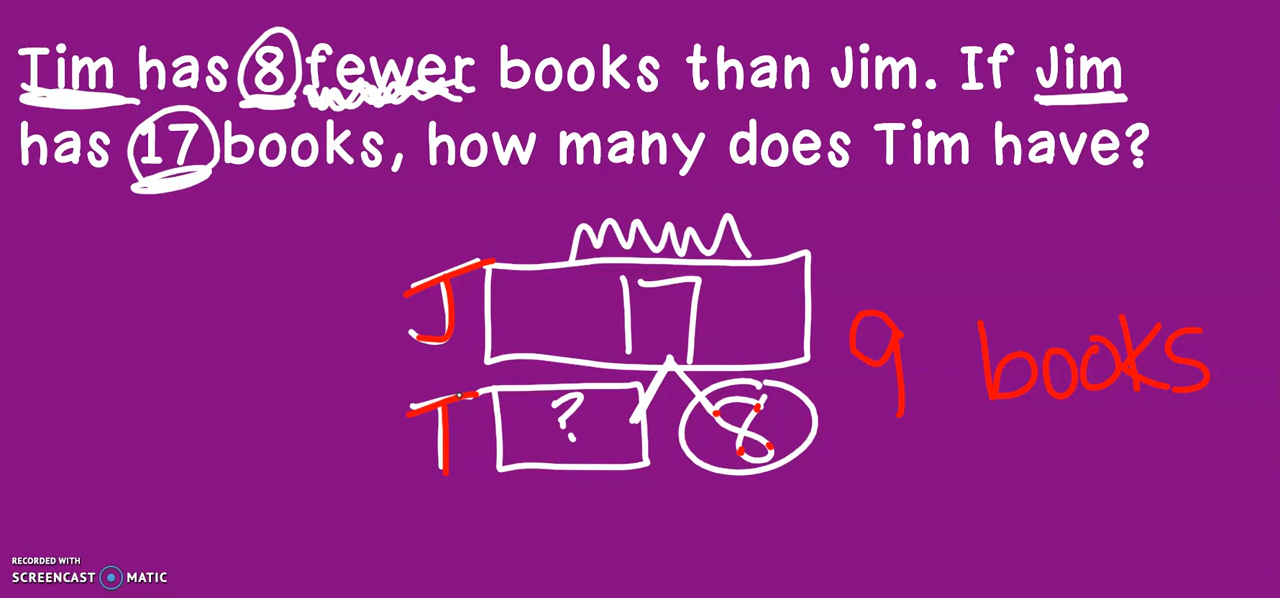 Tim has 8 fewer books than Jim. If Jim
has 17 books, how many does Tim have?
J 17
9 books
T ? 8
RECORDED WITH
SCREENCAST MATIC